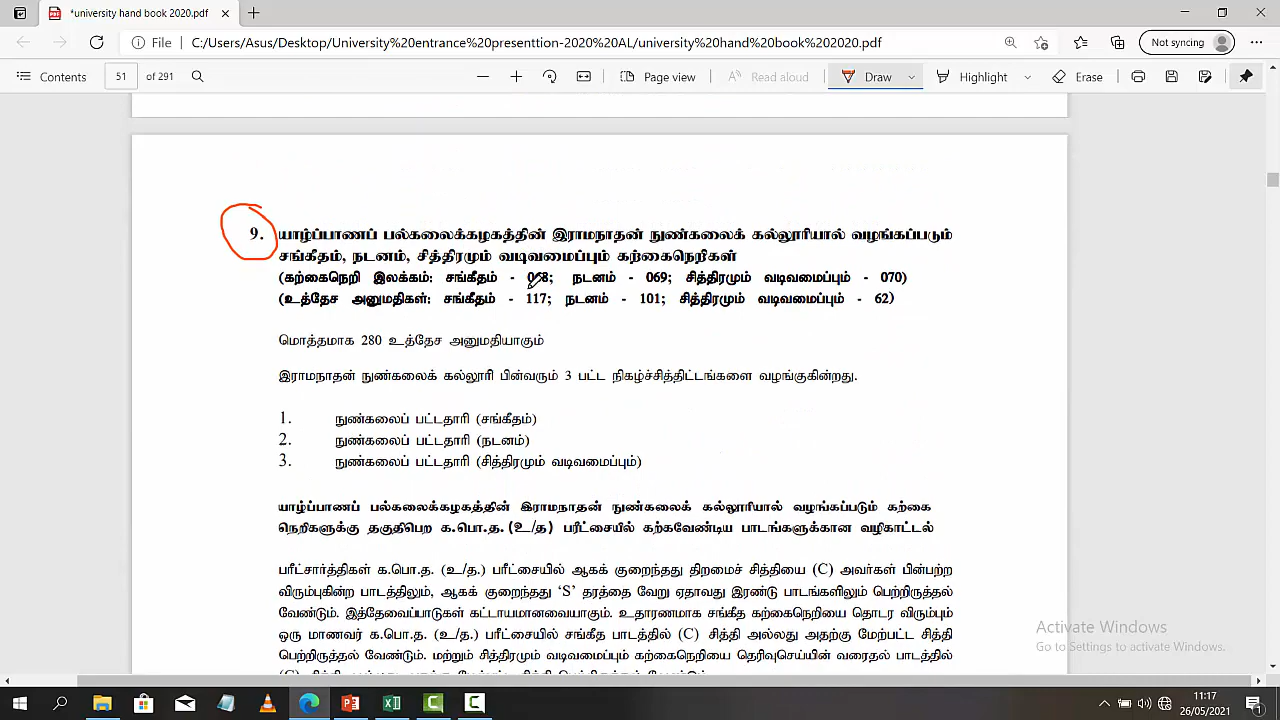 *university hand book 2020.pdf
File
C:/Users/Asus/Desktop/University%20entrance%20presenttion-2020%20AL/university%20hand%20book%202020.pdf
Not syncing
Contents
51
of 291
Page view
Read aloud
Draw
Highlight
Erase
9. யாழ்ப்பாணப் பல்கலைக்கழகத்தின் இராமநாதன் நுண்கலைக் கல்லூரியால் வழங்கப்படும்
சங்கீதம், நடனம், சித்திரமும் வடிவமைப்பும் கற்கைநெறிகள்
(கற்கைநெறி இலக்கம்: சங்கீதம் - 068; நடனம் - 069; சித்திரமும் வடிவமைப்பும் - 070)
(உத்தேச அனுமதிகள்: சங்கீதம் - 117; நடனம் - 101; சித்திரமும் வடிவமைப்பும் - 62)
மொத்தமாக 280 உத்தேச அனுமதியாகும்
இராமநாதன் நுண்கலைக் கல்லூரி பின்வரும் 3 பட்ட நிகழ்ச்சித்திட்டங்களை வழங்குகின்றது.
1. நுண்கலைப் பட்டதாரி (சங்கீதம்)
2. நுண்கலைப் பட்டதாரி (நடனம்)
3. நுண்கலைப் பட்டதாரி (சித்திரமும் வடிவமைப்பும்)
யாழ்ப்பாணப் பல்கலைக்கழகத்தின் இராமநாதன் நுண்கலைக் கல்லூரியால் வழங்கப்படும் கற்கை
நெறிகளுக்கு தகுதிபெற க.பொ.த.(உ/த) பரீட்சையில் கற்கவேண்டிய பாடங்களுக்கான வழிகாட்டல்
பரீட்சார்த்திகள் க.பொ.த. (உ/த.) பரீட்சையில் ஆகக் குறைந்தது திறமைச் சித்தியை (C) அவர்கள் பின்பற்ற
விரும்புகின்ற பாடத்திலும், ஆகக் குறைந்தது ‘S’ தரத்தை வேறு ஏதாவது இரண்டு பாடங்களிலும் பெற்றிருத்தல்
வேண்டும். இத்தேவைப்பாடுகள் கட்டாயமானவையாகும். உதாரணமாக சங்கீத கற்கைநெறியை தொடர விரும்பும்
ஒரு மாணவர் க.பொ.த. (உ/த.) பரீட்சையில் சங்கீத பாடத்தில் (C) சித்தி அல்லது அதற்கு மேற்பட்ட சித்தி
பெற்றிருத்தல் வேண்டும். மற்றும் சித்திரமும் வடிவமைப்பும் கற்கைநெறியை தெரிவுசெய்யின் வரைதல் பாடத்தில்
Activate Windows
Go to Settings to activate Windows.
11:17
26/05/2021